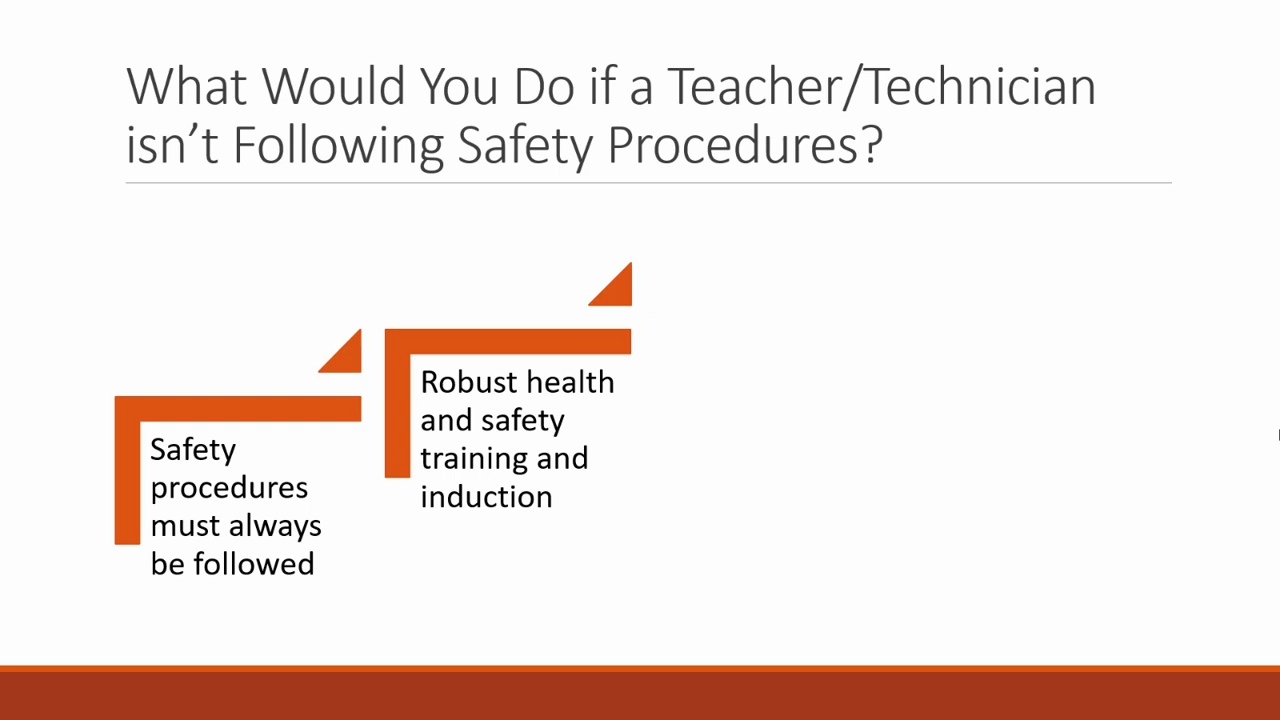 What Would You Do if a Teacher/Technician
isn’t Following Safety Procedures?
Safety
procedures
must always
be followed
Robust health
and safety
training and
induction